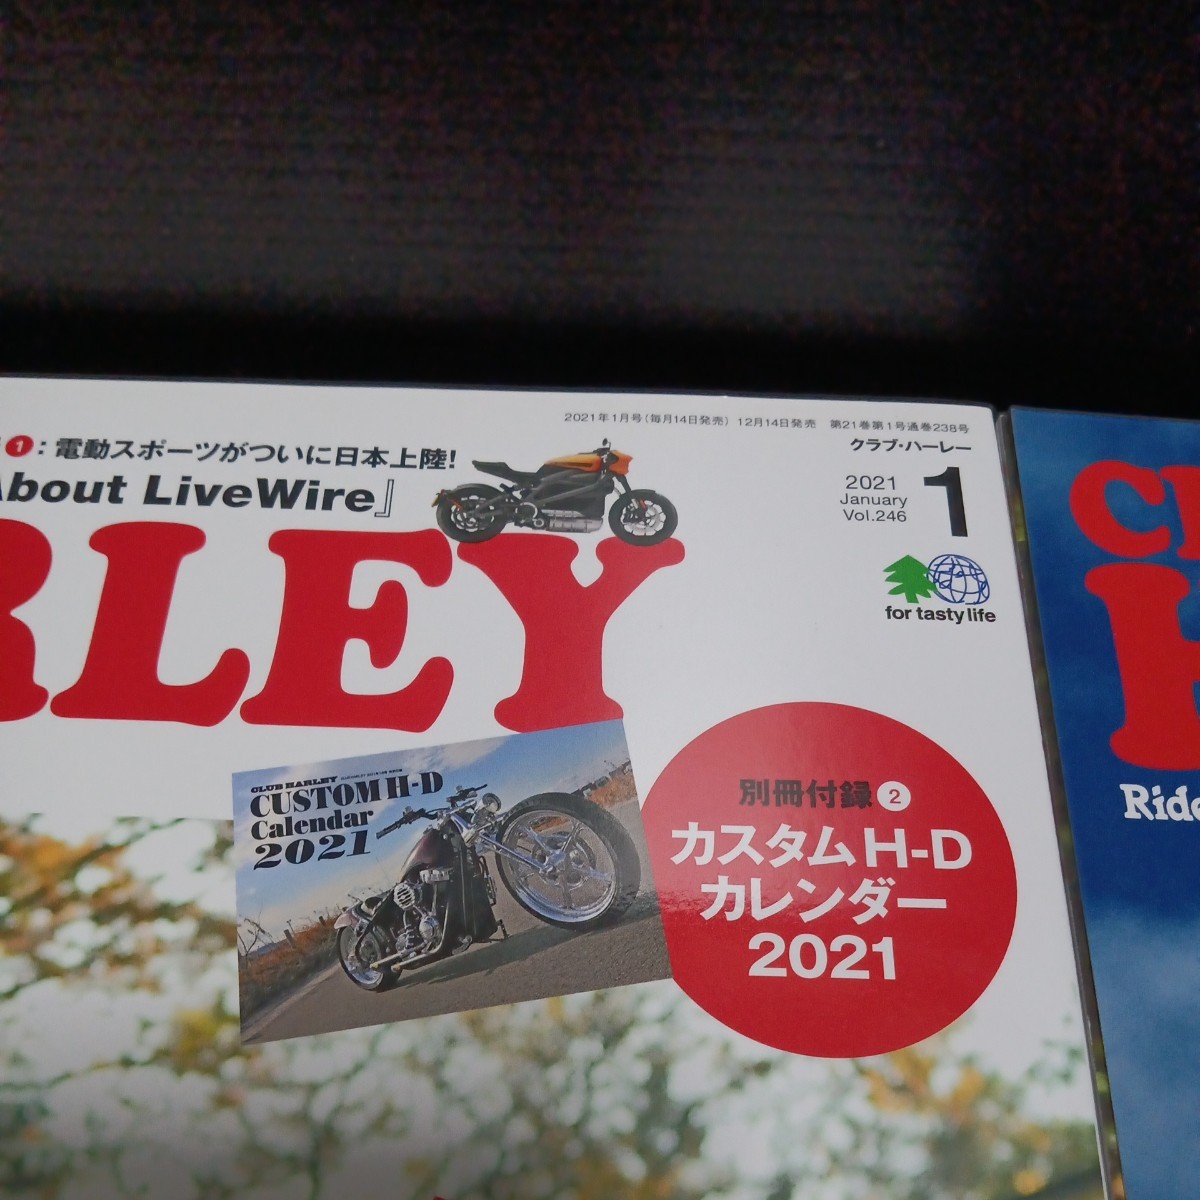 2021年1月号(毎月14日発売) 12月14日発売 第21巻第1号通巻238号
クラブ・ハーレー
1:電動スポーツがついに日本上陸!
About LiveWire』
2021
January
Vol.246
1
RLEY
for tasty life
CLUB HARLEY
CUSTOM H-D
Calendar
2021
別冊付録2
カスタムH-D
カレンダー
2021
CL
H
Ride